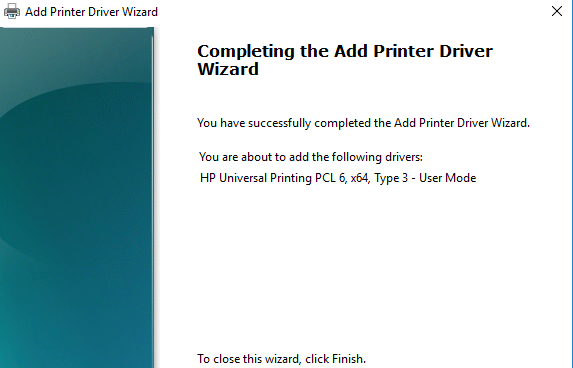 Add Printer Driver Wizard
Completing the Add Printer Driver
Wizard
You have successfully completed the Add Printer Driver Wizard.
You are about to add the following drivers:
HP Universal Printing PCL 6, x64, Type 3 - User Mode
To close this wizard, click Finish.